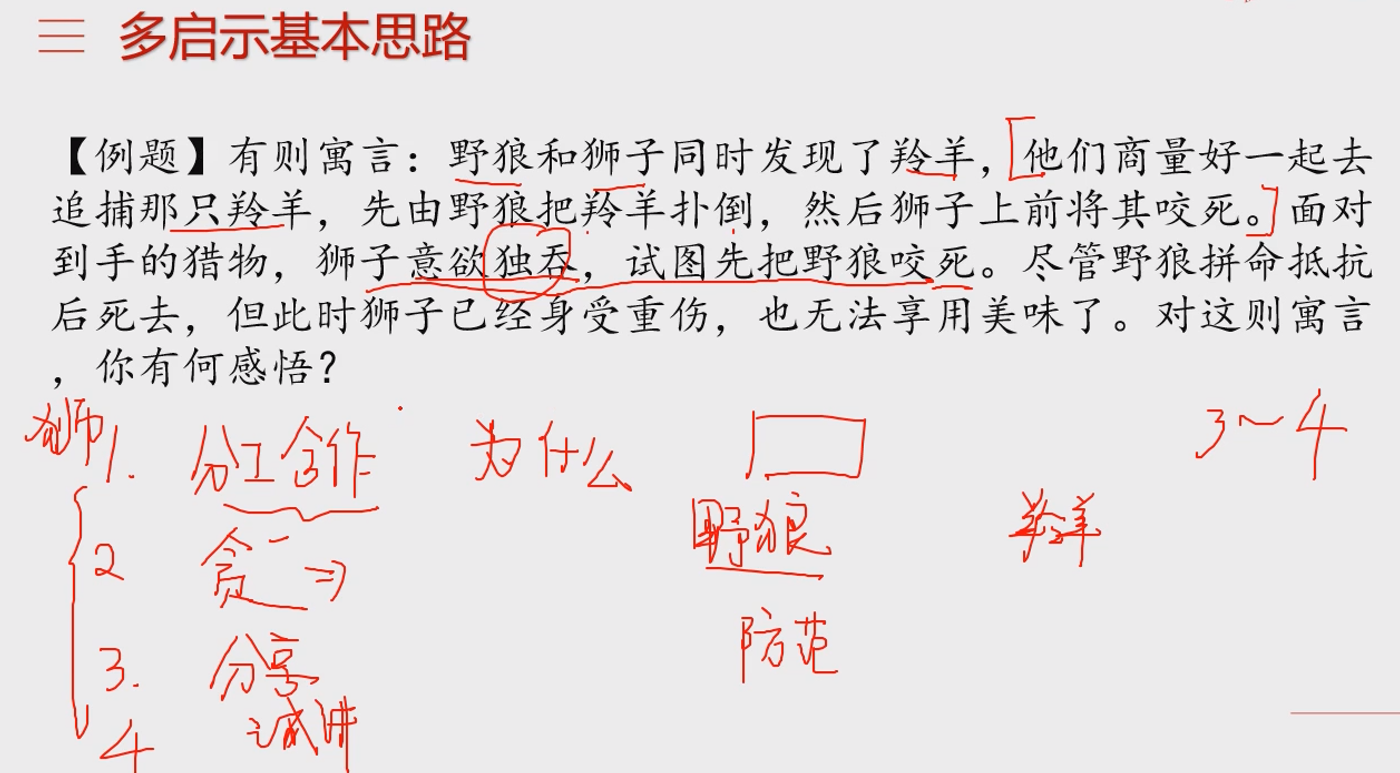 多启示基本思路
【例题】有则寓言：野狼和狮子同时发现了羚羊，他们商量好一起去
追捕那只羚羊，先由野狼把羚羊扑倒，然后狮子上前将其咬死。面对
到手的猎物，狮子意欲独吞，试图先把野狼咬死。尽管野狼拼命抵抗
后死去，但此时狮子已经身受重伤，也无法享用美味了。对这则寓言
，你有何感悟？
狮 1. 分工合作 为什么 3~4
野狼 羚羊
2 贪 ⇒
防范
3. 分享
4 诚